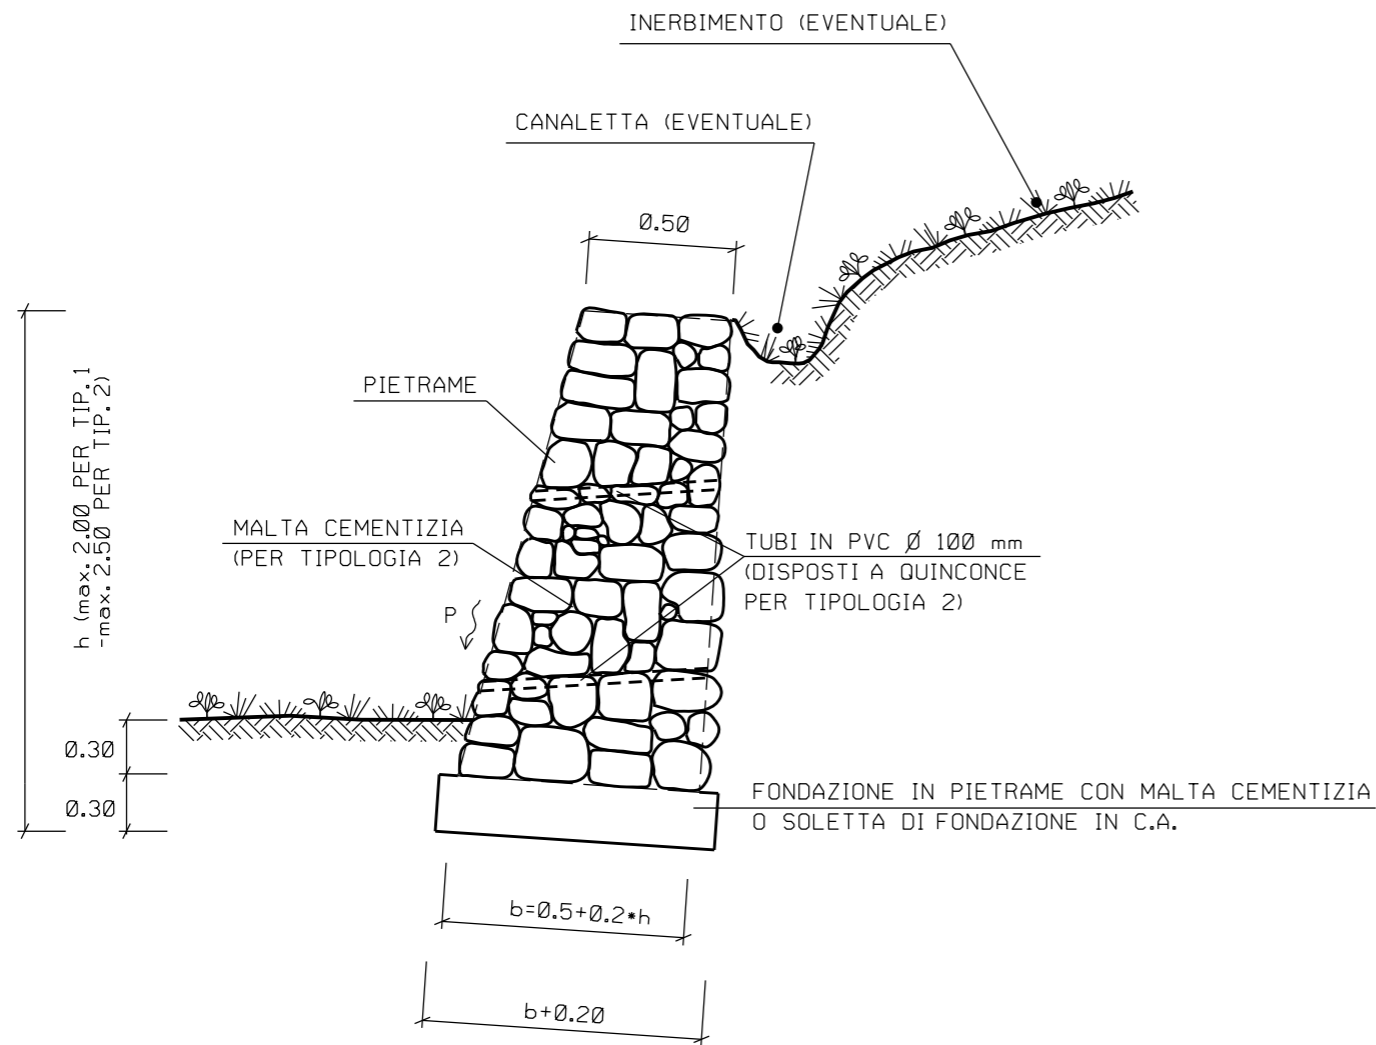 INERBIMENTO (EVENTUALE)
CANALETTA (EVENTUALE)
0.50
PIETRAME
h (max. 2.00 PER TIP. 1
-max. 2.50 PER TIP. 2)
MALTA CEMENTIZIA
(PER TIPOLOGIA 2)
TUBI IN PVC Ø 100 mm
(DISPOSTI A QUINCONCE
PER TIPOLOGIA 2)
P
0.30
0.30
FONDAZIONE IN PIETRAME CON MALTA CEMENTIZIA
O SOLETTA DI FONDAZIONE IN C.A.
b=0.5+0.2*h
b+0.20